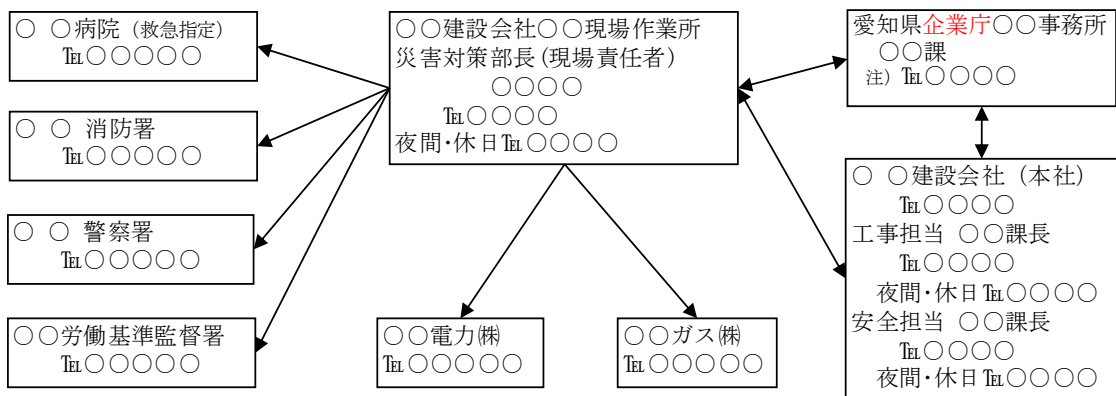 ○ ○病院（救急指定）
℡○○○○○
○ ○ 消防署
℡○○○○○
○ ○ 警察署
℡○○○○○
○○労働基準監督署
℡○○○○○
○○建設会社○○現場作業所
災害対策部長（現場責任者）
○○○○
℡○○○○
夜間･休日℡○○○○
○○電力㈱
℡○○○○○
○○ガス㈱
℡○○○○○
愛知県企業庁○○事務所
○○課
注）℡○○○○
○ ○建設会社（本社）
℡○○○○
工事担当 ○○課長
℡○○○○
夜間･休日℡○○○○
安全担当 ○○課長
℡○○○○
夜間･休日℡○○○○